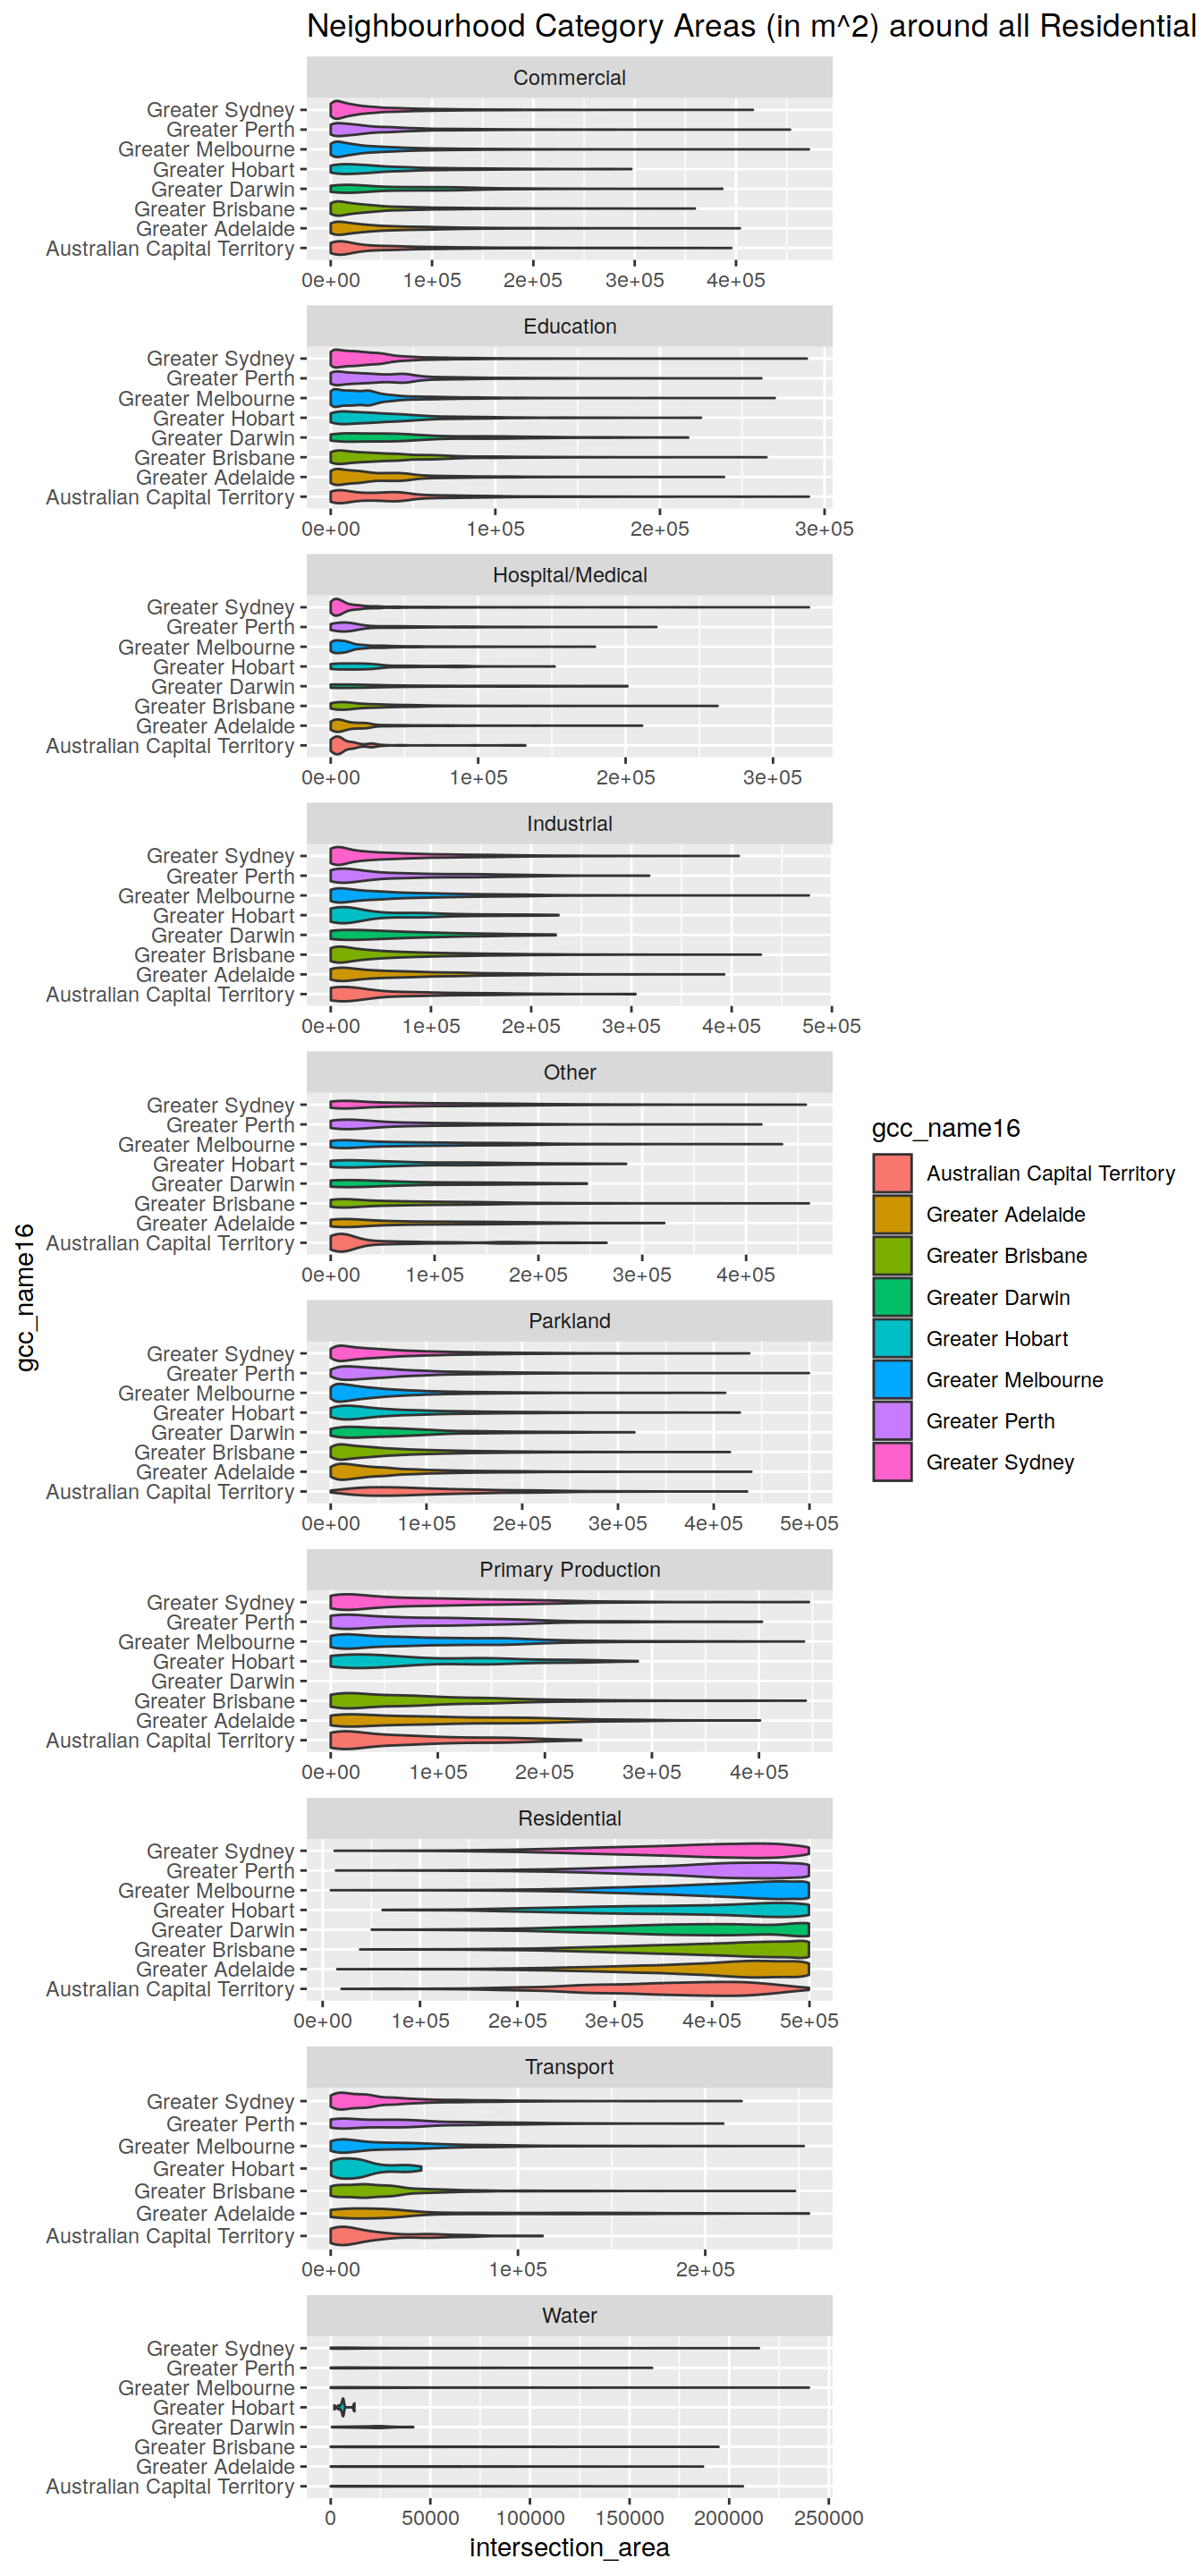 Neighbourhood Category Areas (in m^2) around all Residential
Commercial
Greater Sydney
Greater Perth
Greater Melbourne
Greater Hobart
Greater Darwin
Greater Brisbane
Greater Adelaide
Australian Capital Territory
0e+00 1e+05 2e+05 3e+05 4e+05
Education
Greater Sydney
Greater Perth
Greater Melbourne
Greater Hobart
Greater Darwin
Greater Brisbane
Greater Adelaide
Australian Capital Territory
0e+00 1e+05 2e+05 3e+05
Hospital/Medical
Greater Sydney
Greater Perth
Greater Melbourne
Greater Hobart
Greater Darwin
Greater Brisbane
Greater Adelaide
Australian Capital Territory
0e+00 1e+05 2e+05 3e+05
Industrial
Greater Sydney
Greater Perth
Greater Melbourne
Greater Hobart
Greater Darwin
Greater Brisbane
Greater Adelaide
Australian Capital Territory
0e+00 1e+05 2e+05 3e+05 4e+05 5e+05
Other
Greater Sydney
Greater Perth
Greater Melbourne
Greater Hobart
Greater Darwin
Greater Brisbane
Greater Adelaide
Australian Capital Territory
0e+00 1e+05 2e+05 3e+05 4e+05
Parkland
Greater Sydney
Greater Perth
Greater Melbourne
Greater Hobart
Greater Darwin
Greater Brisbane
Greater Adelaide
Australian Capital Territory
0e+00 1e+05 2e+05 3e+05 4e+05 5e+05
Primary Production
Greater Sydney
Greater Perth
Greater Melbourne
Greater Hobart
Greater Darwin
Greater Brisbane
Greater Adelaide
Australian Capital Territory
0e+00 1e+05 2e+05 3e+05 4e+05
Residential
Greater Sydney
Greater Perth
Greater Melbourne
Greater Hobart
Greater Darwin
Greater Brisbane
Greater Adelaide
Australian Capital Territory
0e+00 1e+05 2e+05 3e+05 4e+05 5e+05
Transport
Greater Sydney
Greater Perth
Greater Melbourne
Greater Hobart
Greater Brisbane
Greater Adelaide
Australian Capital Territory
0e+00 1e+05 2e+05
Water
Greater Sydney
Greater Perth
Greater Melbourne
Greater Hobart
Greater Darwin
Greater Brisbane
Greater Adelaide
Australian Capital Territory
0 50000 100000 150000 200000 250000
intersection_area
gcc_name16
gcc_name16
Australian Capital Territory
Greater Adelaide
Greater Brisbane
Greater Darwin
Greater Hobart
Greater Melbourne
Greater Perth
Greater Sydney